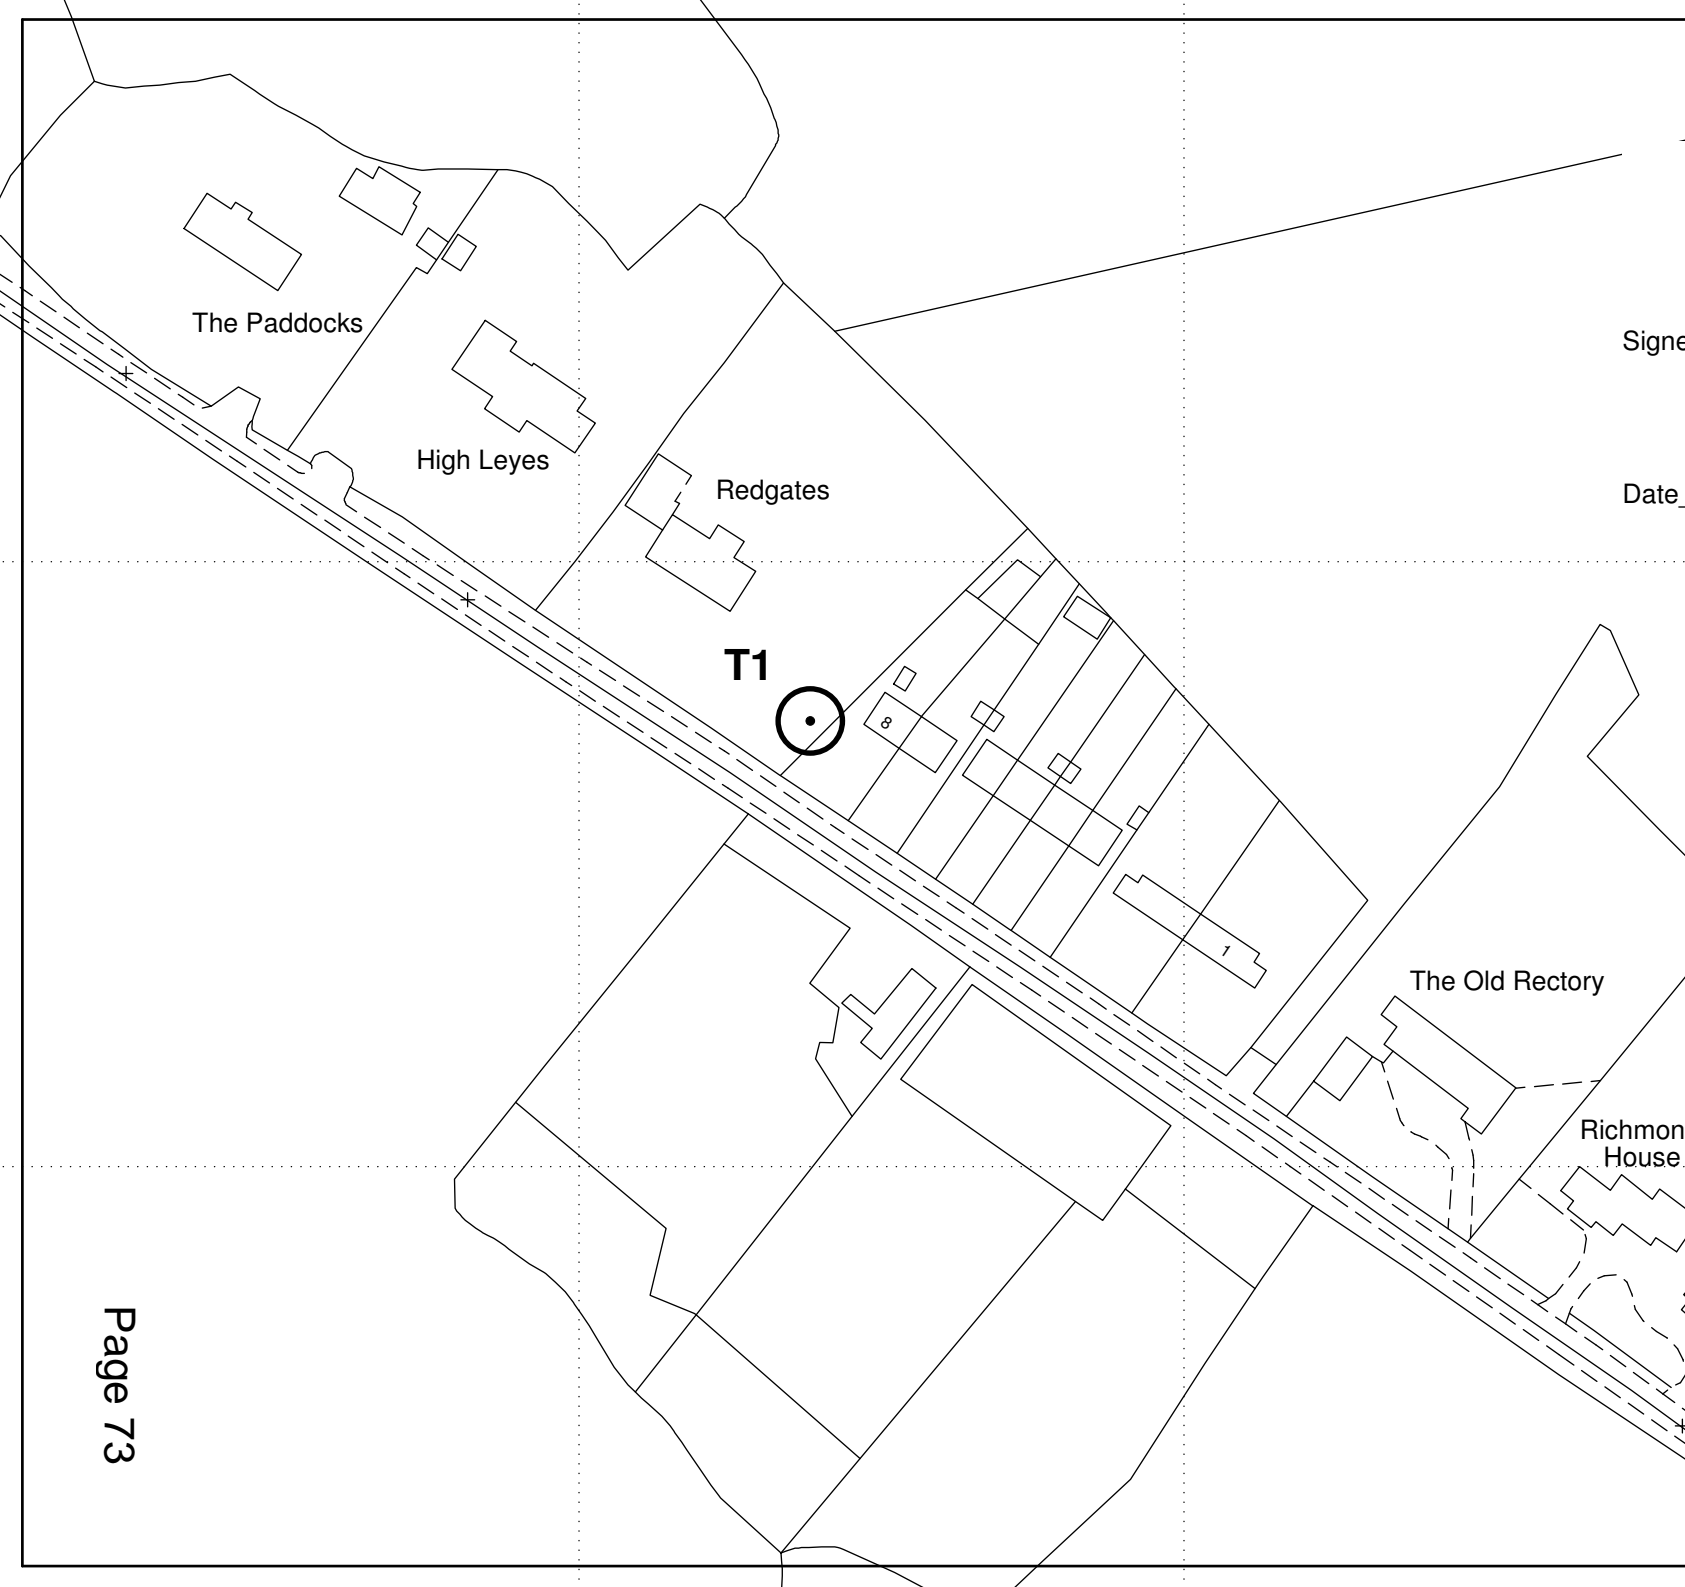 The Paddocks
Signe
High Leyes
Redgates
Date_
T1
8
1
The Old Rectory
Richmon
House
Page 73